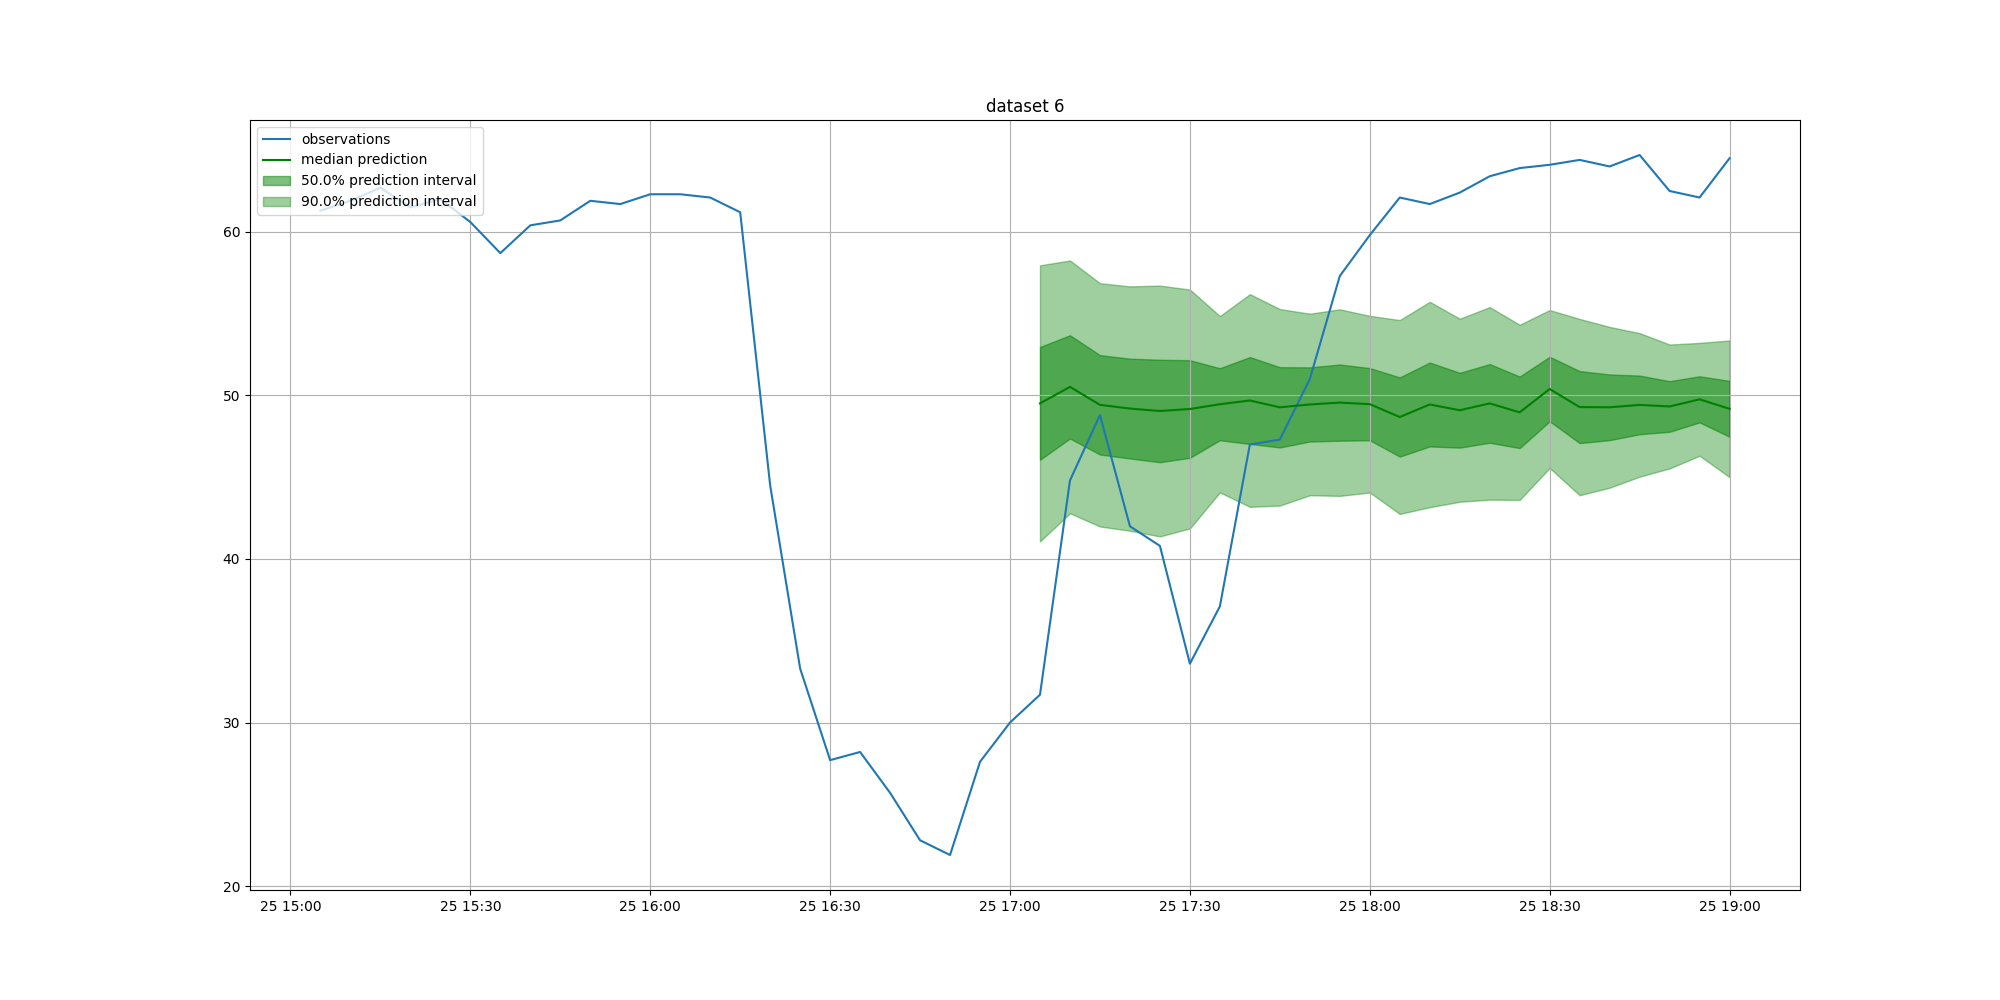 dataset 6
observations
median prediction
50.0% prediction interval
90.0% prediction interval
60
50
40
30
20
25 15:00 25 15:30 25 16:00 25 16:30 25 17:00 25 17:30 25 18:00 25 18:30 25 19:00